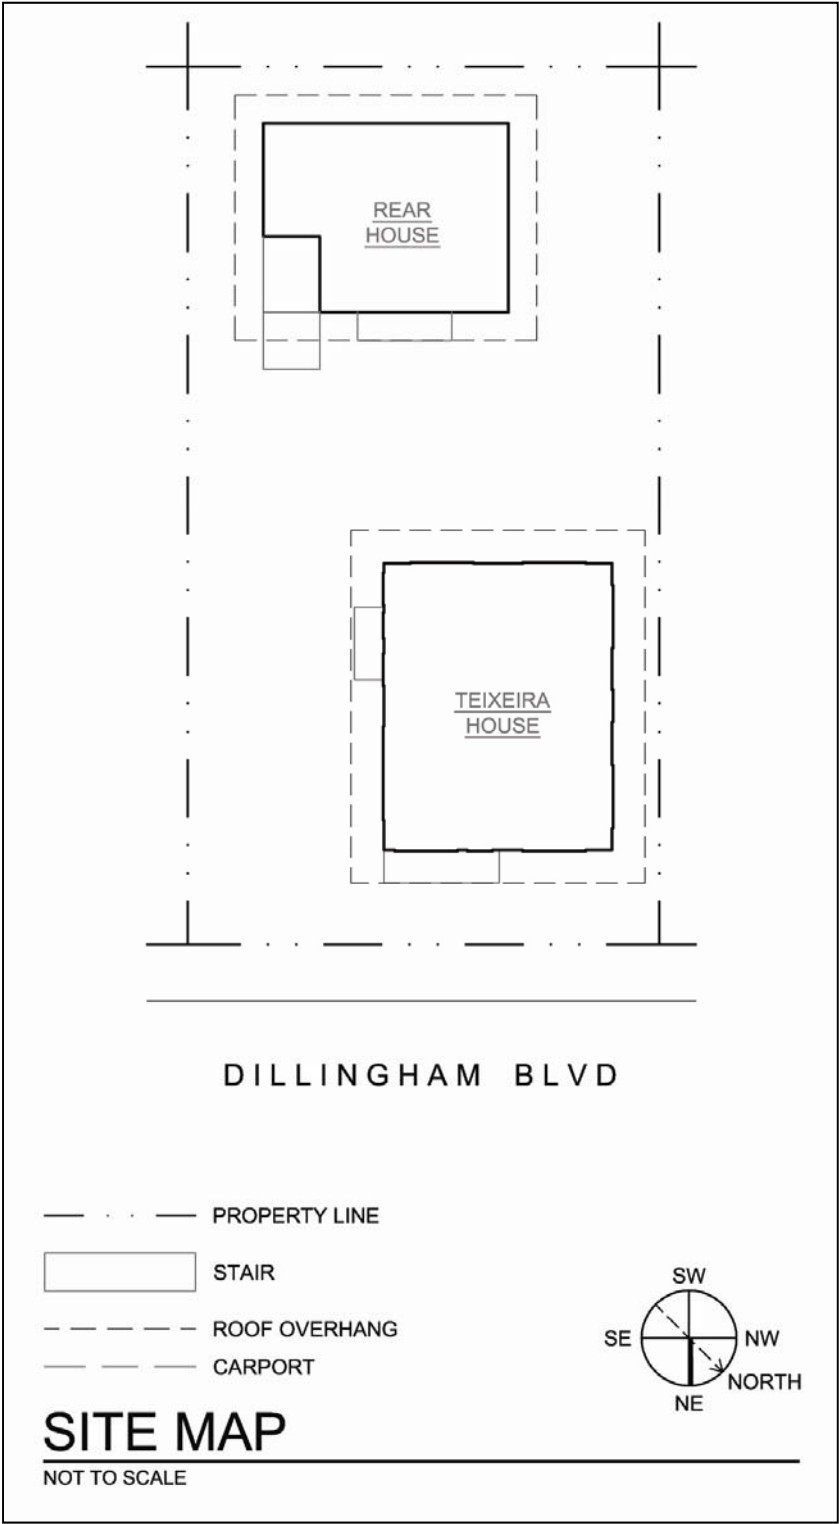 REAR
HOUSE
TEIXEIRA
HOUSE
DILLINGHAM BLVD
PROPERTY LINE
STAIR
ROOF OVERHANG
CARPORT
SW
SE
NW
NORTH
NE
SITE MAP
NOT TO SCALE